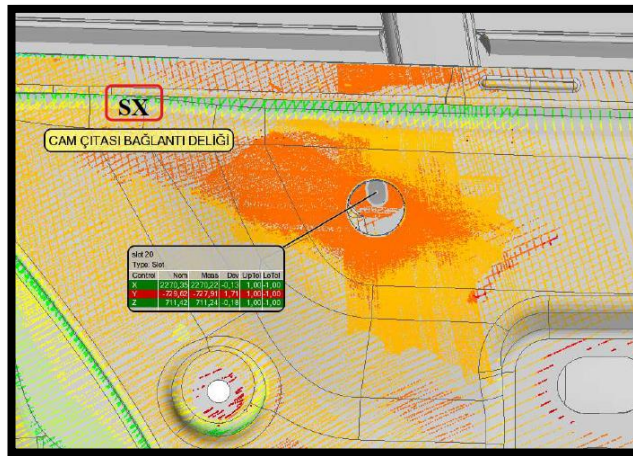 SX
CAM ÇITASI BAĞLANTI DELİĞİ
slot 20
Type: Slot
Control Nom Meas Dev UpTol LoTol
X 2270,35 2270,22 -0,13 1,00 -1,00
Y -729,62 -727,91 1,71 1,00 -1,00
Z 711,42 711,24 -0,18 1,00 -1,00